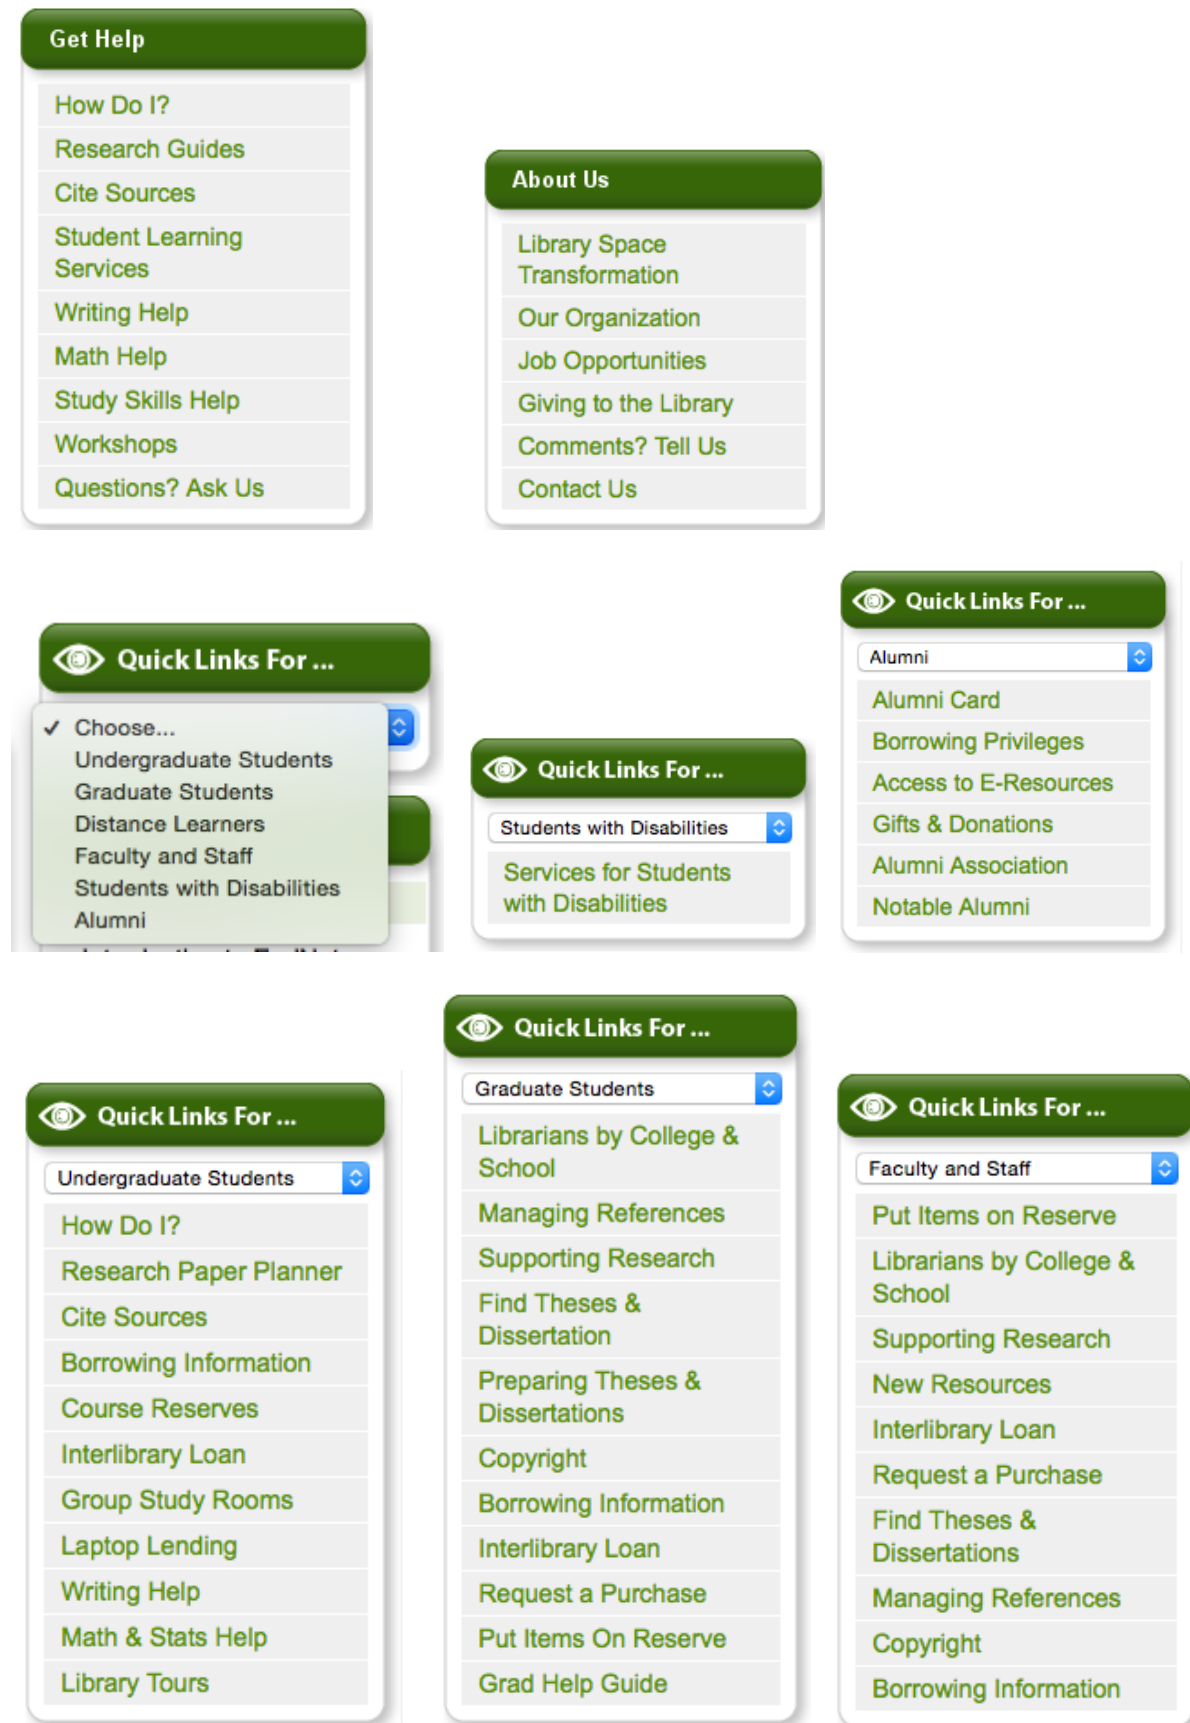 Get Help
How Do I?
Research Guides
Cite Sources
Student Learning
Services
Writing Help
Math Help
Study Skills Help
Workshops
Questions? Ask Us
About Us
Library Space
Transformation
Our Organization
Job Opportunities
Giving to the Library
Comments? Tell Us
Contact Us
Quick Links For ...
✓ Choose...
Undergraduate Students
Graduate Students
Distance Learners
Faculty and Staff
Students with Disabilities
Alumni
Quick Links For ...
Students with Disabilities
Services for Students
with Disabilities
Quick Links For ...
Alumni
Alumni Card
Borrowing Privileges
Access to E-Resources
Gifts & Donations
Alumni Association
Notable Alumni
Quick Links For ...
Undergraduate Students
How Do I?
Research Paper Planner
Cite Sources
Borrowing Information
Course Reserves
Interlibrary Loan
Group Study Rooms
Laptop Lending
Writing Help
Math & Stats Help
Library Tours
Quick Links For ...
Graduate Students
Librarians by College &
School
Managing References
Supporting Research
Find Theses &
Dissertation
Preparing Theses &
Dissertations
Copyright
Borrowing Information
Interlibrary Loan
Request a Purchase
Put Items On Reserve
Grad Help Guide
Quick Links For ...
Faculty and Staff
Put Items on Reserve
Librarians by College &
School
Supporting Research
New Resources
Interlibrary Loan
Request a Purchase
Find Theses &
Dissertations
Managing References
Copyright
Borrowing Information